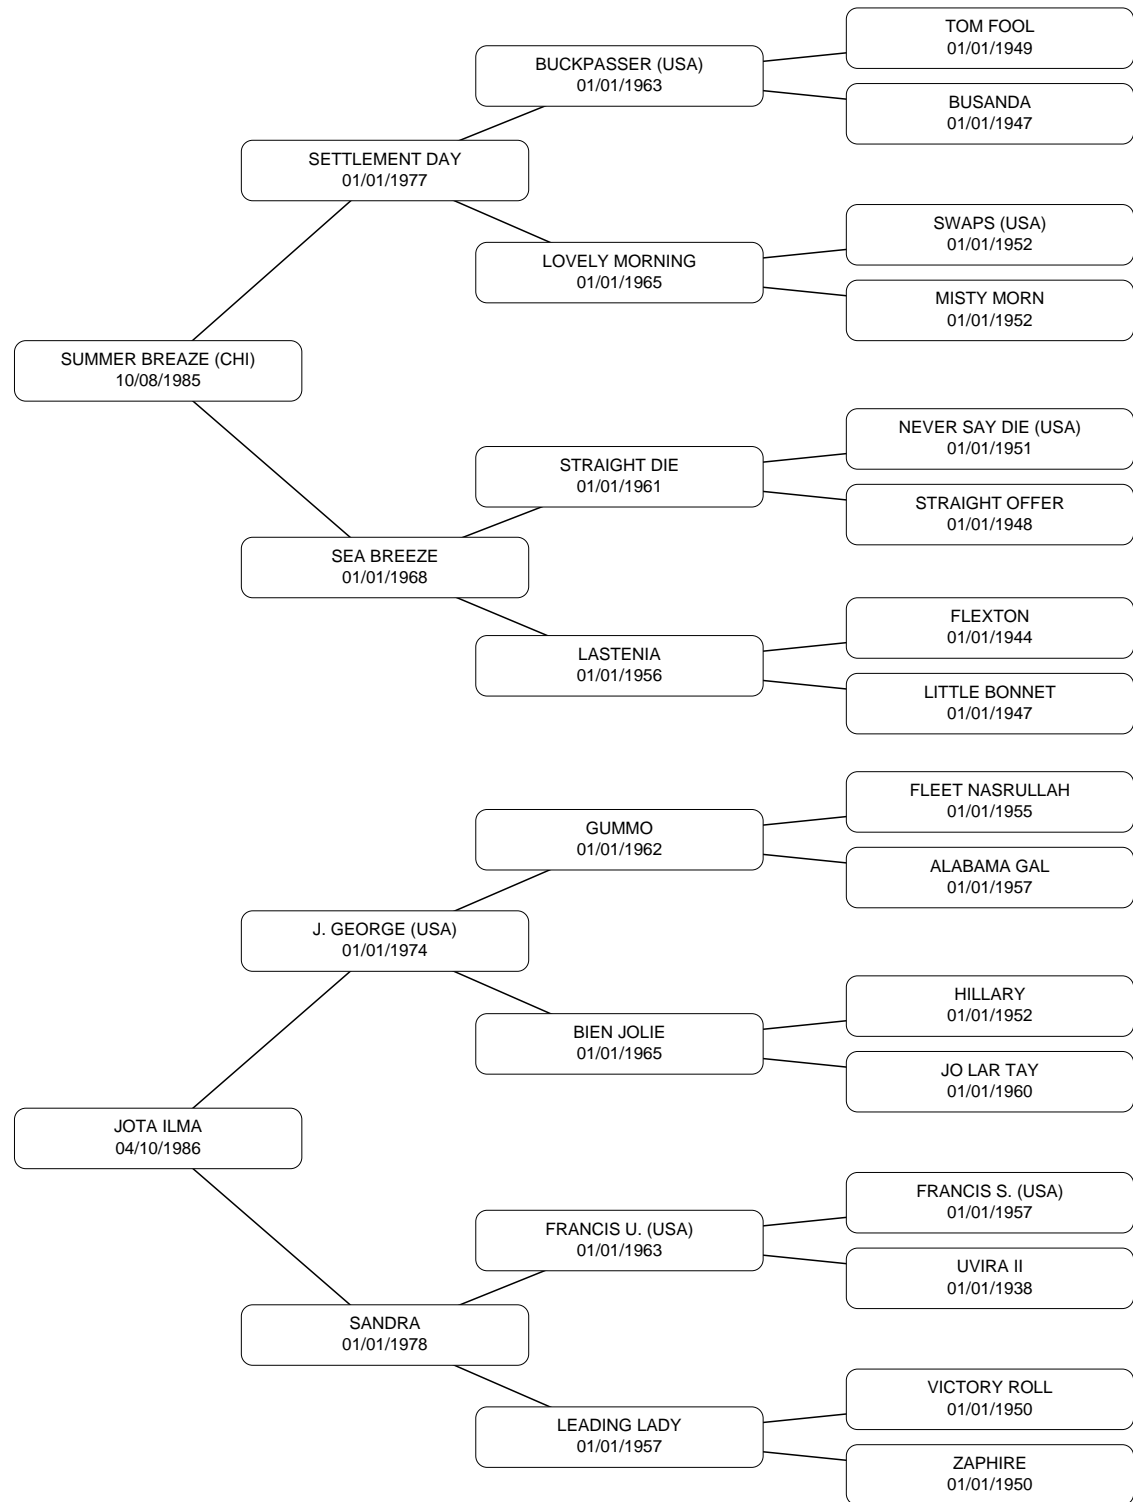 TOM FOOL
01/01/1949
BUCKPASSER (USA)
01/01/1963
BUSANDA
01/01/1947
SETTLEMENT DAY
01/01/1977
SWAPS (USA)
01/01/1952
LOVELY MORNING
01/01/1965
MISTY MORN
01/01/1952
SUMMER BREAZE (CHI)
10/08/1985
NEVER SAY DIE (USA)
01/01/1951
STRAIGHT DIE
01/01/1961
STRAIGHT OFFER
01/01/1948
SEA BREEZE
01/01/1968
FLEXTON
01/01/1944
LASTENIA
01/01/1956
LITTLE BONNET
01/01/1947
FLEET NASRULLAH
01/01/1955
GUMMO
01/01/1962
ALABAMA GAL
01/01/1957
J. GEORGE (USA)
01/01/1974
HILLARY
01/01/1952
BIEN JOLIE
01/01/1965
JO LAR TAY
01/01/1960
JOTA ILMA
04/10/1986
FRANCIS S. (USA)
01/01/1957
FRANCIS U. (USA)
01/01/1963
UVIRA II
01/01/1938
SANDRA
01/01/1978
VICTORY ROLL
01/01/1950
LEADING LADY
01/01/1957
ZAPHIRE
01/01/1950